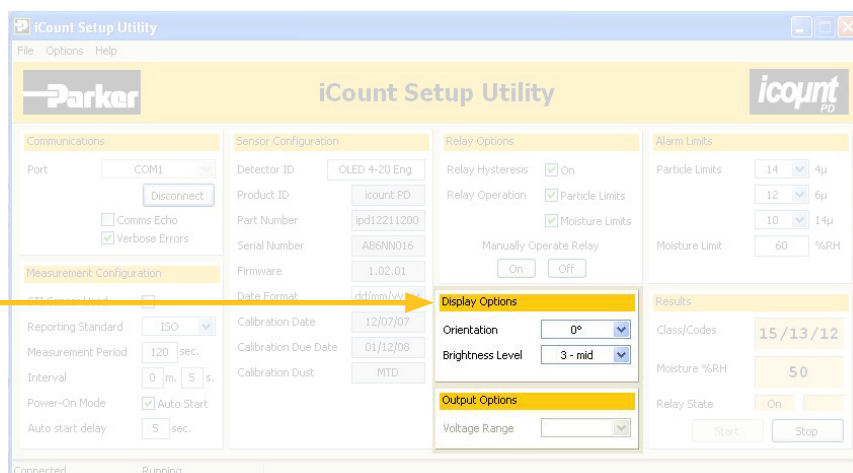 iCount Setup Utility
File Options Help
Parker
iCount Setup Utility
icount
PD
Communications
Port COM1
Disconnect
Comms Echo
Verbose Errors
Measurement Configuration
Reporting Standard ISO
Measurement Period 120 sec.
Interval 0 m. 5 s.
Power-On Mode Auto Start
Auto start delay 5 sec.
Sensor Configuration
Detector ID OLED 4-20 Eng
Product ID icount PD
Part Number ipd12211200
Serial Number AB6NN016
Firmware 1.02.01
Date Format dd/mm/yy
Calibration Date 12/07/07
Calibration Due Date 01/12/08
Calibration Dust MTD
Relay Options
Relay Hysteresis On
Relay Operation Particle Limits
Moisture Limits
Manually Operate Relay
On Off
Display Options
Orientation 0°
Brightness Level 3 - mid
Output Options
Voltage Range
Alarm Limits
Particle Limits 14 4µ
12 6µ
10 14µ
Moisture Limit 60 %RH
Results
Class/Codes 15/13/12
Moisture %RH 50
Relay State On
Start Stop
Connected Running